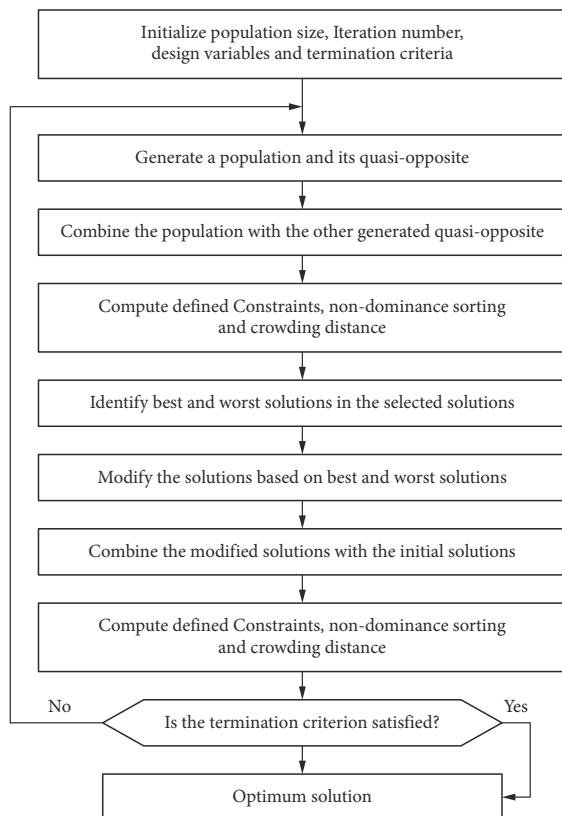 Initialize population size, Iteration number,
design variables and termination criteria
Generate a population and its quasi-opposite
Combine the population with the other generated quasi-opposite
Compute defined Constraints, non-dominance sorting
and crowding distance
Identify best and worst solutions in the selected solutions
Modify the solutions based on best and worst solutions
Combine the modified solutions with the initial solutions
Compute defined Constraints, non-dominance sorting
and crowding distance
No
Is the termination criterion satisfied?
Yes
Optimum solution